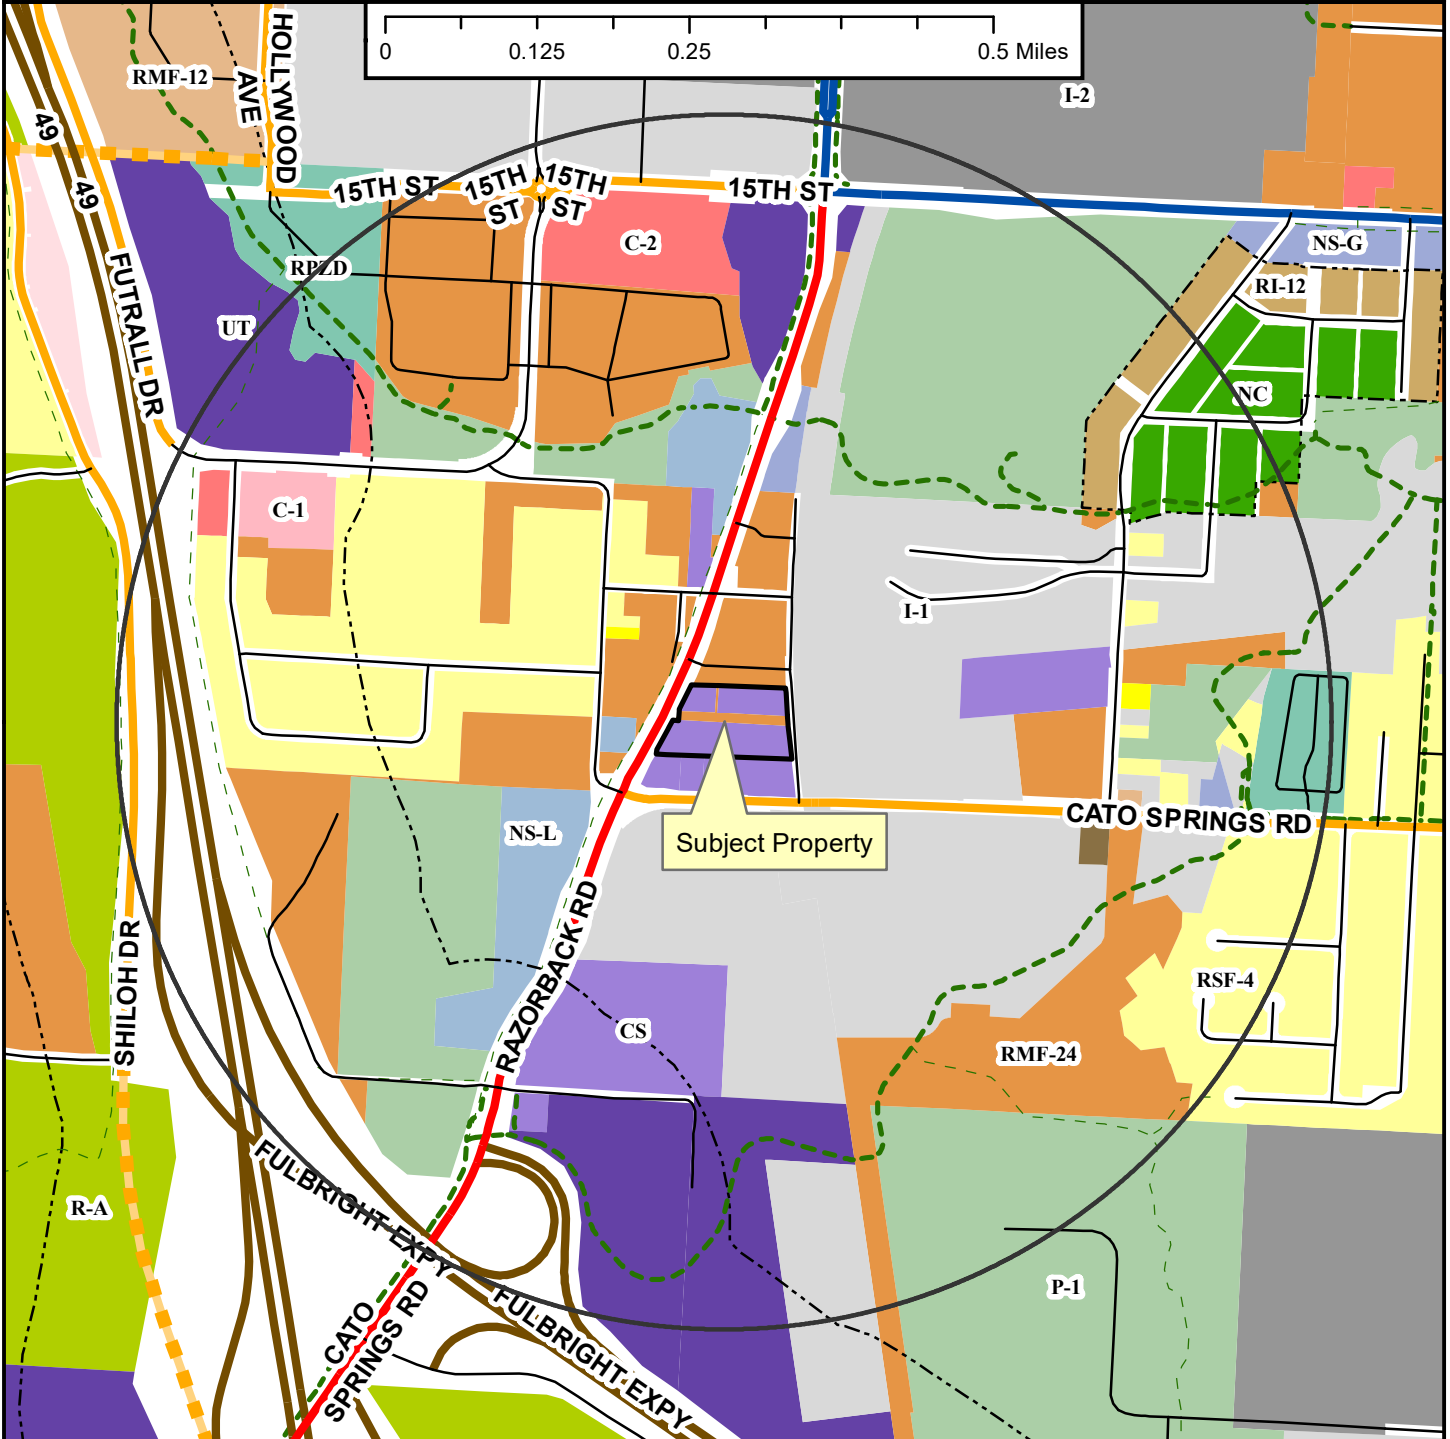 0 0.125 0.25 0.5 Miles
HOLLYWOOD
AVE
RMF-12
I-2
49
49
15TH ST
15TH
ST
15TH
ST
15TH ST
C-2
NS-G
RPZD
RI-12
UT
FUTRALL DR
NC
C-1
I-1
CATO SPRINGS RD
NS-L
Subject Property
SHILOH DR
RAZORBACK RD
RSF-4
CS
RMF-24
R-A
FULBRIGHT EXPY
P-1
CATO
SPRINGS RD
FULBRIGHT EXPY